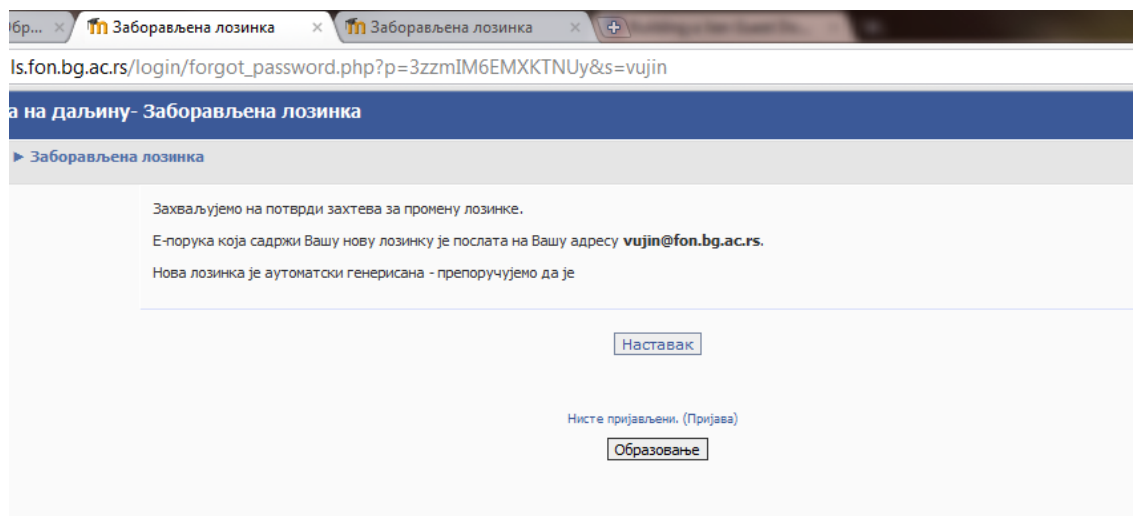 Обр...
Заборављена лозинка
Заборављена лозинка
ls.fon.bg.ac.rs/login/forgot_password.php?p=3zzmIM6EMXKTNUy&s=vujin
а на даљину- Заборављена лозинка
► Заборављена лозинка
Захваљујемо на потврди захтева за промену лозинке.
Е-порука која садржи Вашу нову лозинку је послата на Вашу адресу vujin@fon.bg.ac.rs.
Нова лозинка је аутоматски генерисана - препоручујемо да је
Наставак
Нисте пријављени. (Пријава)
Образовање